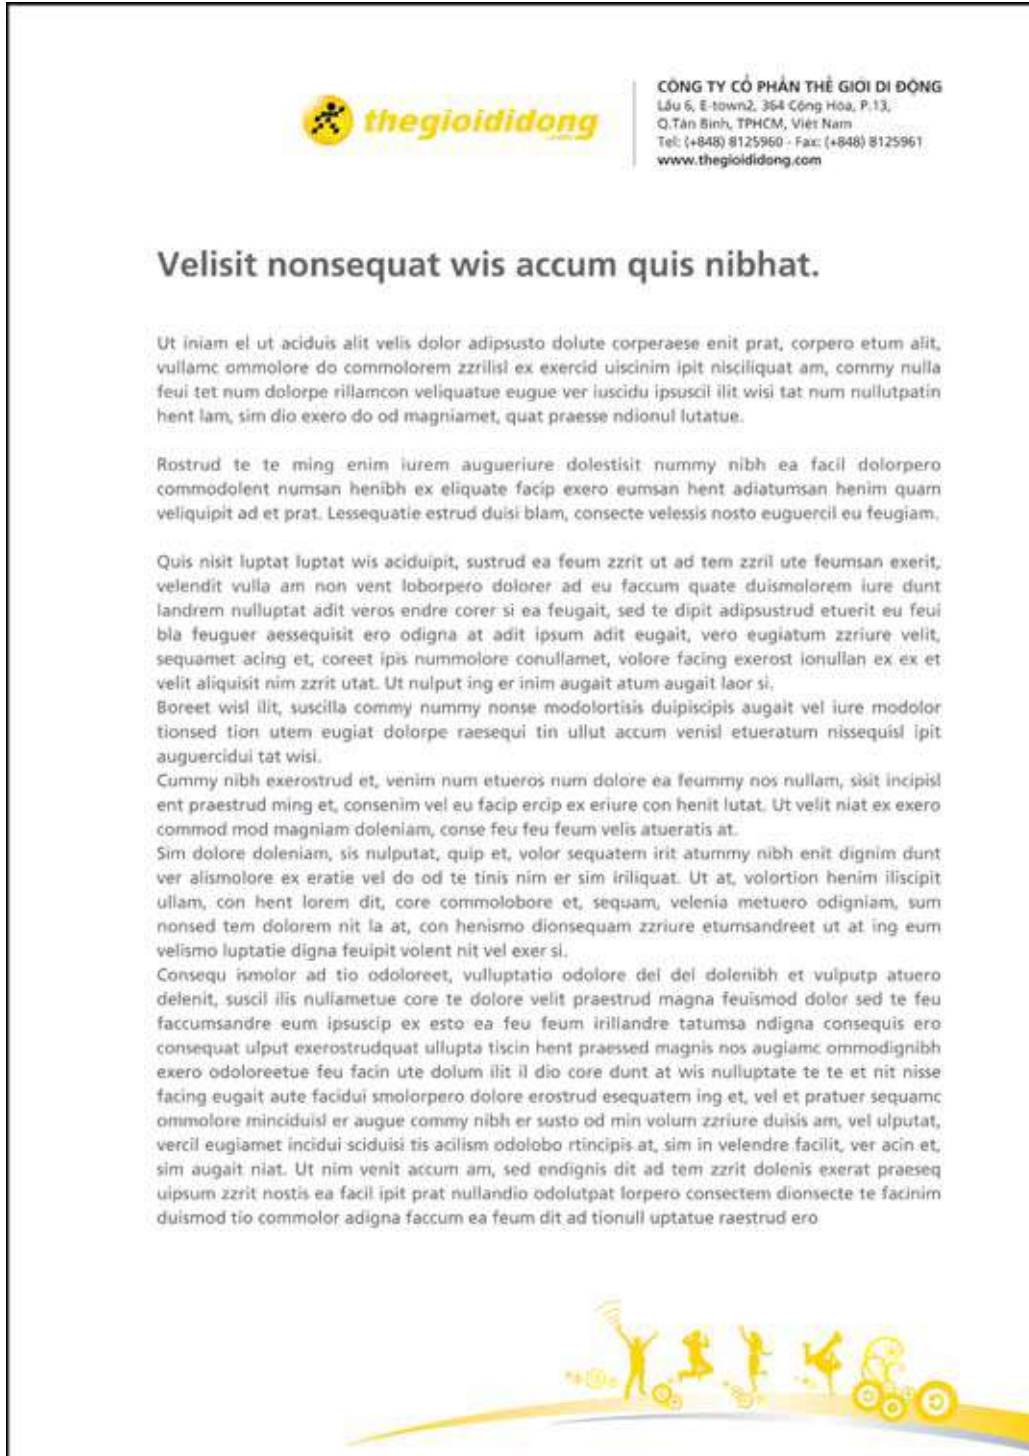 thegioididong
.com
CÔNG TY CỔ PHẦN THẾ GIỚI DI ĐỘNG
Lầu 6, E-town2, 364 Cộng Hòa, P.13,
Q.Tân Bình, TPHCM, Việt Nam
Tel: (+848) 8125960 - Fax: (+848) 8125961
www.thegioididong.com
Velisit nonsequat wis accum quis nibhat.
Ut iniam el ut aciduis alit velis dolor adipsusto dolute corperaese enit prat, corpero etum alit,
vullamc ommolore do commolorem zzrilisl ex exercid uiscinim ipit nisciliquat am, commy nulla
feui tet num dolorpe rillamcon veliquatue eugue ver iuscidu ipsuscil ilit wisi tat num nullutpatin
hent lam, sim dio exero do od magniamet, quat praesse ndionul lutatue.
Rostrud te te ming enim iurem augueriure dolestisit nummy nibh ea facil dolorpero
commodolent numsan henibh ex eliquate facip exero eumsan hent adiatumsan henim quam
veliquipit ad et prat. Lessequatie estrud duisi blam, consecte velessis nosto euguercil eu feugiam.
Quis nisit luptat luptat wis aciduipit, sustrud ea feum zzrit ut ad tem zzril ute feumsan exerit,
velendit vulla am non vent loborpero dolorer ad eu faccum quate duismolorem iure dunt
landrem nulluptat adit veros endre corer si ea feugait, sed te dipit adipsustrud etuerit eu feui
bla feuguer aessequisit ero odigna at adit ipsum adit eugait, vero eugiatum zzriure velit,
sequamet acing et, coreet ipis nummolore conullamet, volore facing exerost ionullan ex ex et
velit aliquisit nim zzrit utat. Ut nulput ing er inim augait atum augait laor si.
Boreet wisl ilit, suscilla commy nummy nonse modolortisis duipiscipis augait vel iure modolor
tionsed tion utem eugiat dolorpe raesequi tin ullut accum venisl etueratum nissequisl ipit
auguercidui tat wisi.
Cummy nibh exerostrud et, venim num etueros num dolore ea feummy nos nullam, sisit incipisl
ent praestrud ming et, consenim vel eu facip ercip ex eriure con henit lutat. Ut velit niat ex exero
commod mod magniam doleniam, conse feu feu feum velis atueratis at.
Sim dolore doleniam, sis nulputat, quip et, volor sequatem irit atummy nibh enit dignim dunt
ver alismolore ex eratie vel do od te tinis nim er sim iriliquat. Ut at, volortion henim iliscipit
ullam, con hent lorem dit, core commolobore et, sequam, velenia metuero odigniam, sum
nonsed tem dolorem nit la at, con henismo dionsequam zzriure etumsandreet ut at ing eum
velismo luptatie digna feuipit volent nit vel exer si.
Consequ ismolor ad tio odoloreet, vulluptatio odolore del del dolenibh et vulputp atuero
delenit, suscil ilis nullametue core te dolore velit praestrud magna feuismod dolor sed te feu
faccumsandre eum ipsuscip ex esto ea feu feum irillandre tatumsa ndigna consequis ero
consequat ulput exerostrudquat ullupta tiscin hent praessed magnis nos augiamc ommodignibh
exero odoloreetue feu facin ute dolum ilit il dio core dunt at wis nulluptate te te et nit nisse
facing eugait aute facidui smolorpero dolore erostrud esequatem ing et, vel et pratuer sequamc
ommolore minciduisl er augue commy nibh er susto od min volum zzriure duisis am, vel ulputat,
vercil eugiamet incidui sciduisi tis acilism odolobo rtincipis at, sim in velendre facilit, ver acin et,
sim augait niat. Ut nim venit accum am, sed endignis dit ad tem zzrit dolenis exerat praeseq
uipsum zzrit nostis ea facil ipit prat nullandio odolutpat lorpero consectem dionsecte te facinim
duismod tio commolor adigna faccum ea feum dit ad tionull uptatue raestrud ero